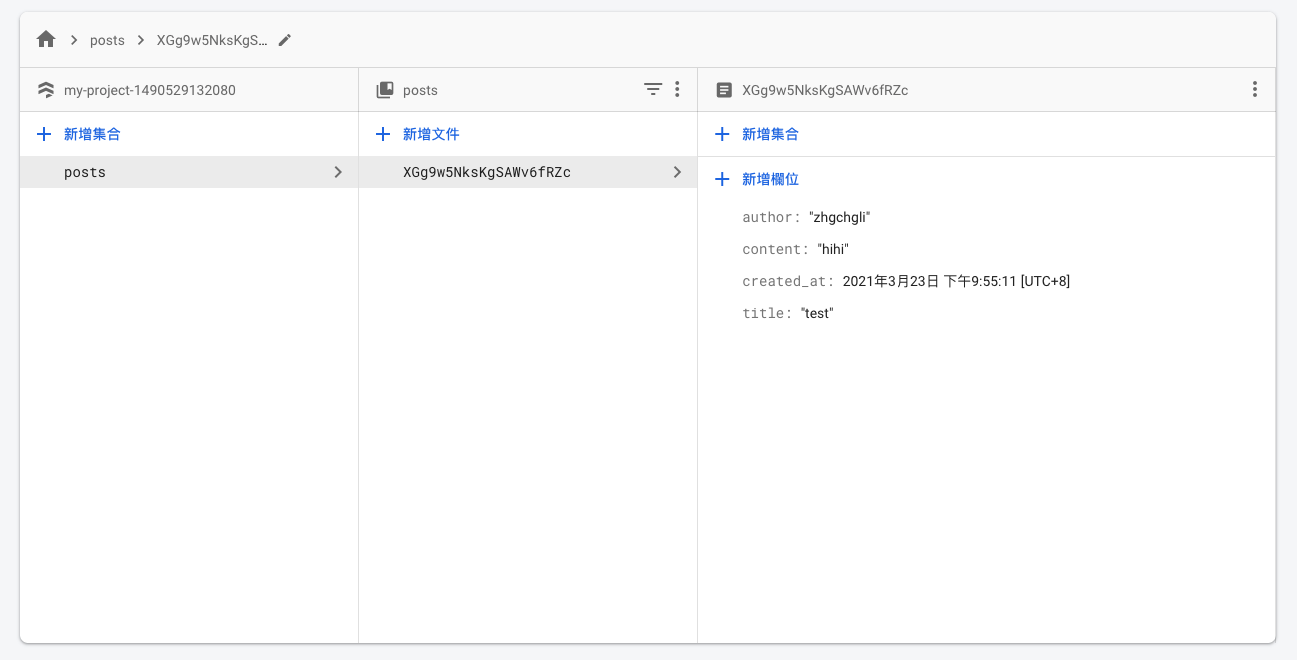 posts XGg9w5NksKgS...
my-project-1490529132080
新增集合
posts
posts
新增文件
XGg9w5NksKgSAWv6fRZc
XGg9w5NksKgSAWv6fRZc
新增集合
新增欄位
author: "zhgchgli"
content: "hihi"
created_at: 2021年3月23日 下午9:55:11 [UTC+8]
title: "test"